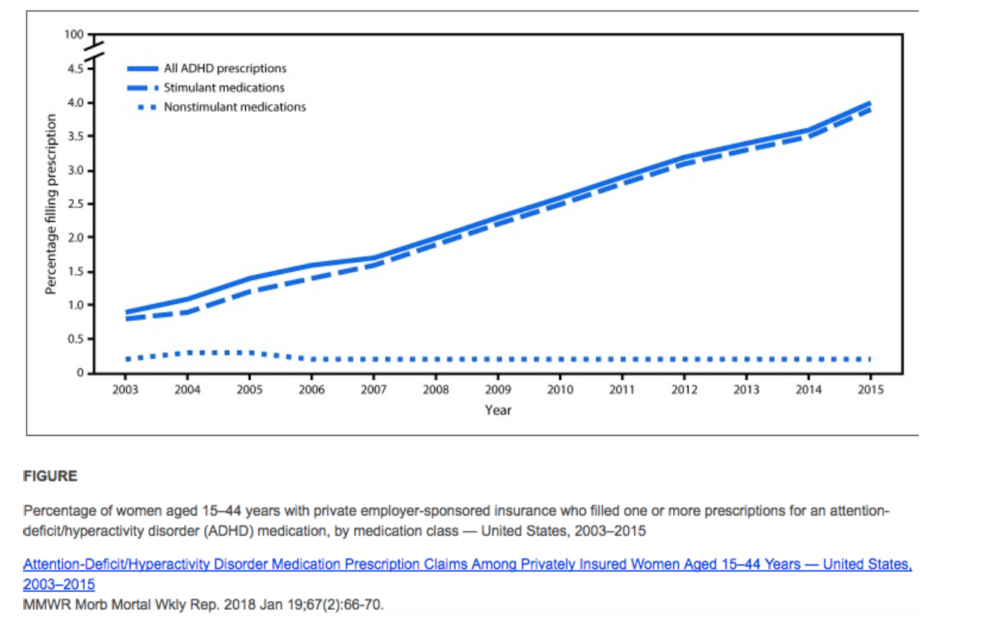 100
4.5
4.0
3.5
3.0
2.5
2.0
1.5
1.0
0.5
0
Percentage filling prescription
All ADHD prescriptions
Stimulant medications
Nonstimulant medications
2003 2004 2005 2006 2007 2008 2009 2010 2011 2012 2013 2014 2015
Year
FIGURE
Percentage of women aged 15–44 years with private employer-sponsored insurance who filled one or more prescriptions for an attention-
deficit/hyperactivity disorder (ADHD) medication, by medication class — United States, 2003–2015
Attention-Deficit/Hyperactivity Disorder Medication Prescription Claims Among Privately Insured Women Aged 15–44 Years — United States,
2003–2015
MMWR Morb Mortal Wkly Rep. 2018 Jan 19;67(2):66-70.